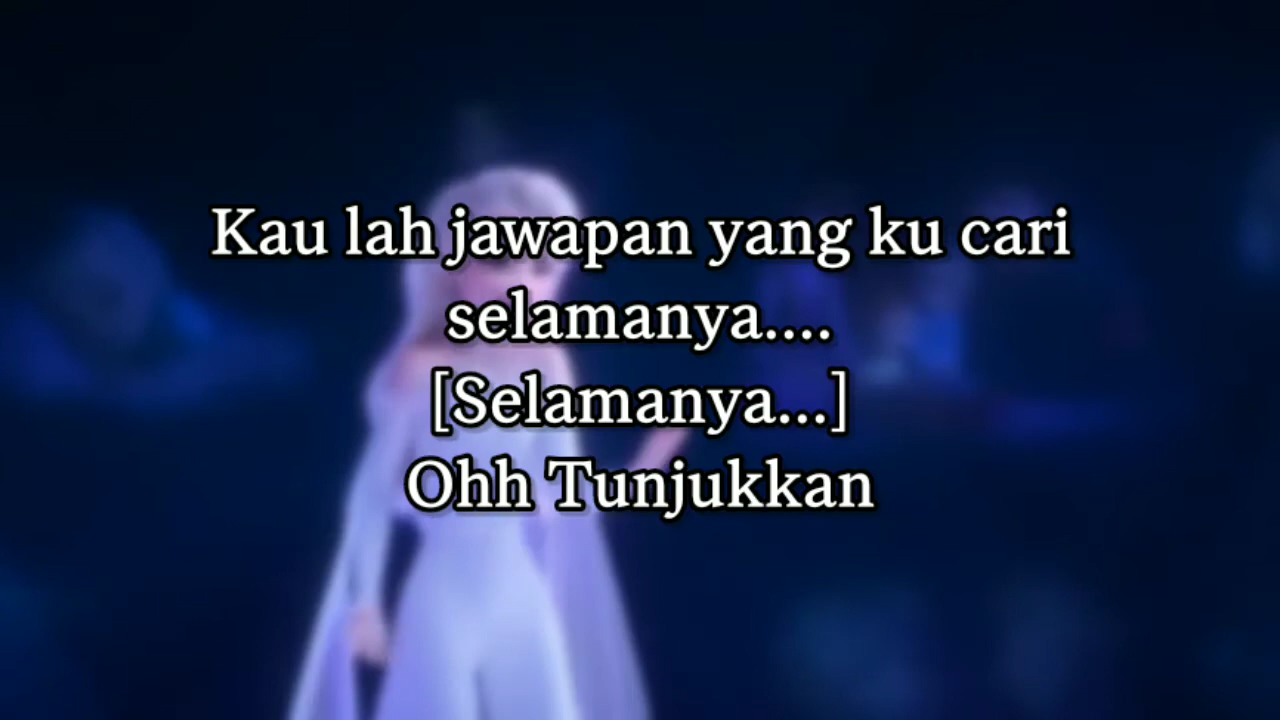 Kau lah jawapan yang ku cari
selamanya....
[Selamanya...]
Ohh Tunjukkan